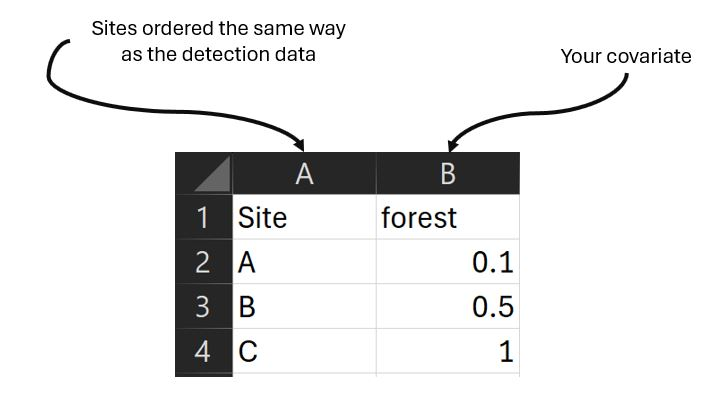 Sites ordered the same way
as the detection data
Your covariate
A B
1 Site forest
2 A 0.1
3 B 0.5
4 C 1